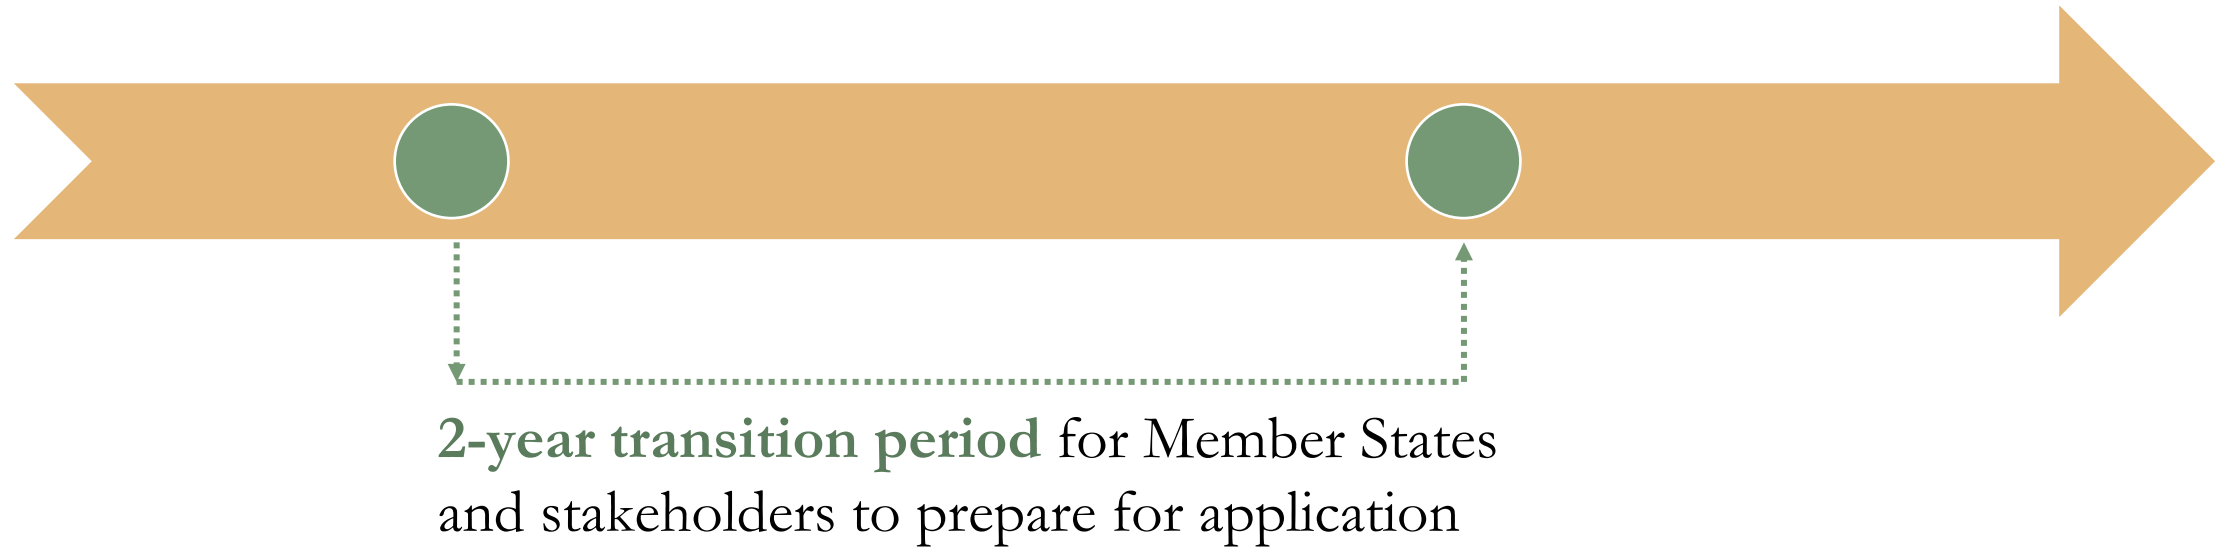 2-year transition period for Member States
and stakeholders to prepare for application